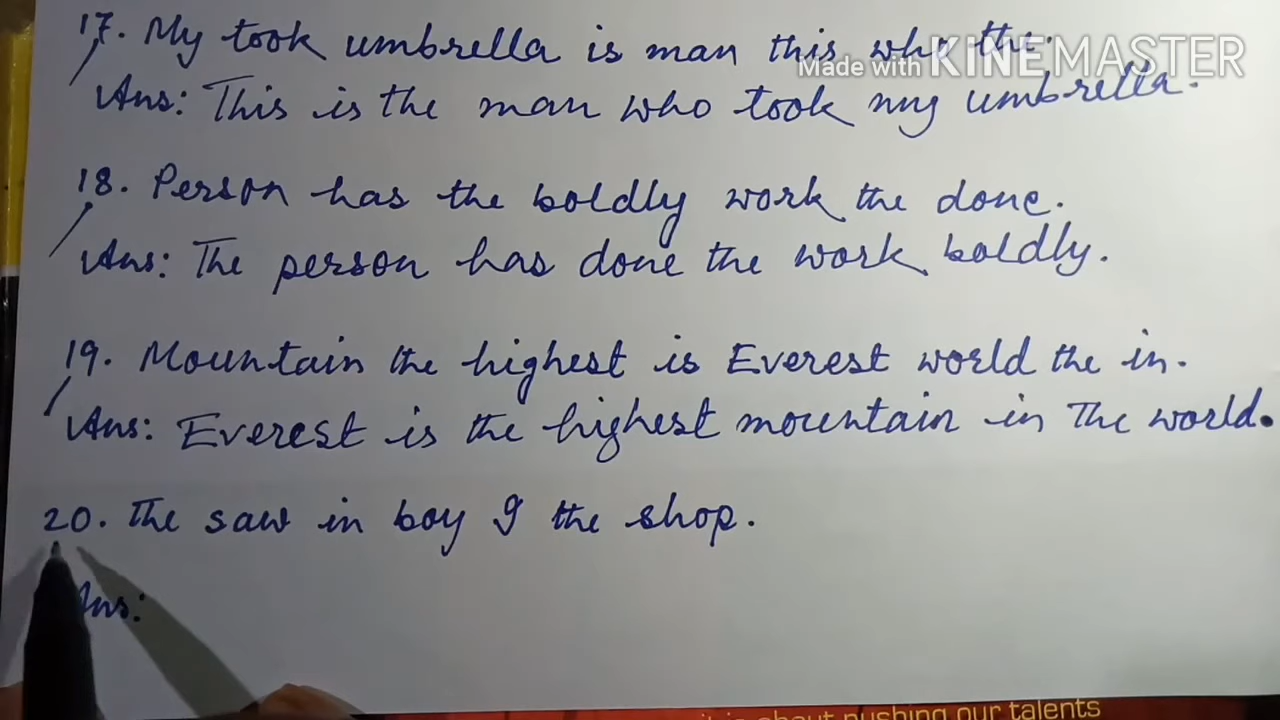 17. My took umbrella is man this who the.
Made with KINEMASTER
Ans: This is the man who took my umbrella.
18. Person has the boldly work the done.
Ans: The person has done the work boldly.
19. Mountain the highest is Everest world the in.
Ans: Everest is the highest mountain in The world.
20. The saw in boy I the shop.
Ans:
about pushing our talents